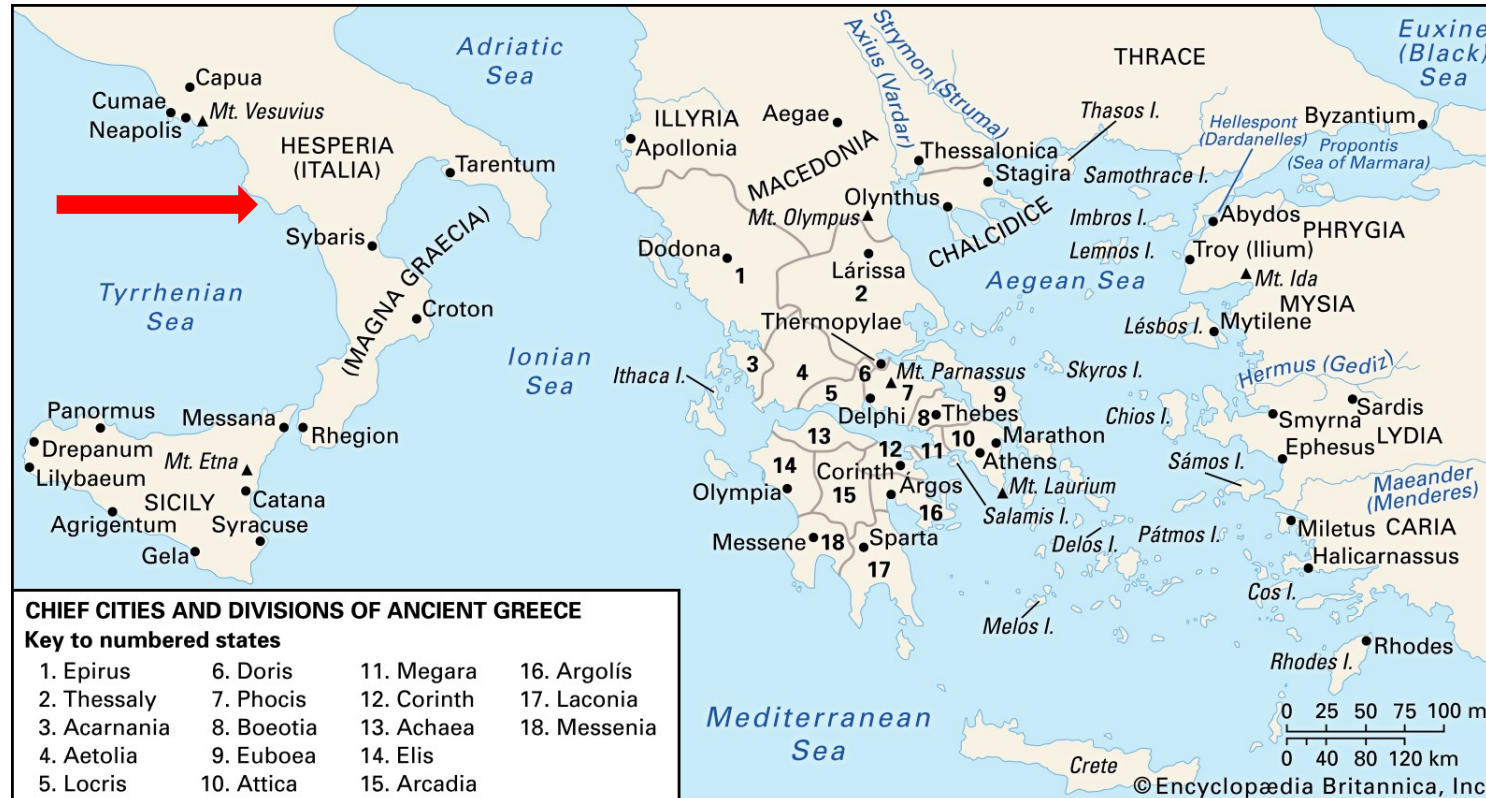 Adriatic
Sea
Capua
Cumae
Mt. Vesuvius
Neapolis
HESPERIA
(ITALIA)
Tarentum
Sybaris
(MAGNA GRAECIA)
Croton
Tyrrhenian
Sea
Ionian
Sea
Panormus
Messana
Rhegion
Drepanum
Mt. Etna
Lilybaeum
SICILY
Catana
Agrigentum
Syracuse
Gela
ILLYRIA
Apollonia
Aegae
MACEDONIA
Axius (Vardar)
Strymon (Struma)
THRACE
Euxine
(Black)
Sea
Thasos I.
Hellespont
(Dardanelles)
Byzantium
Propontis
(Sea of Marmara)
Thessalonica
Stagira
Samothrace I.
Olynthus
Mt. Olympus
CHALCIDICE
Imbros I.
Abydos
PHRYGIA
Dodona
1
Lárissa
2
Lemnos I.
Troy (Ilium)
Mt. Ida
Aegean Sea
MYSIA
Thermopylae
Lésbos I.
Mytilene
Ithaca I.
3
4
5
6
Mt. Parnassus
7
Delphi
8
Thebes
9
Skyros I.
Hermus (Gediz)
Chios I.
Sardis
Smyrna
LYDIA
Ephesus
13
12
11
10
Marathon
Athens
14
Corinth
Olympia
15
Árgos
Mt. Laurium
16
Salamis I.
Sámos I.
Maeander
(Menderes)
Delos I.
Pátmos I.
Miletus
CARIA
Halicarnassus
Messene
18
Sparta
17
Cos I.
Melos I.
Rhodes
Rhodes I.
Mediterranean
Sea
Crete
0 25 50 75 100 m
0 40 80 120 km
© Encyclopædia Britannica, Inc
CHIEF CITIES AND DIVISIONS OF ANCIENT GREECE
Key to numbered states
1. Epirus
2. Thessaly
3. Acarnania
4. Aetolia
5. Locris
6. Doris
7. Phocis
8. Boeotia
9. Euboea
10. Attica
11. Megara
12. Corinth
13. Achaea
14. Elis
15. Arcadia
16. Argolís
17. Laconia
18. Messenia